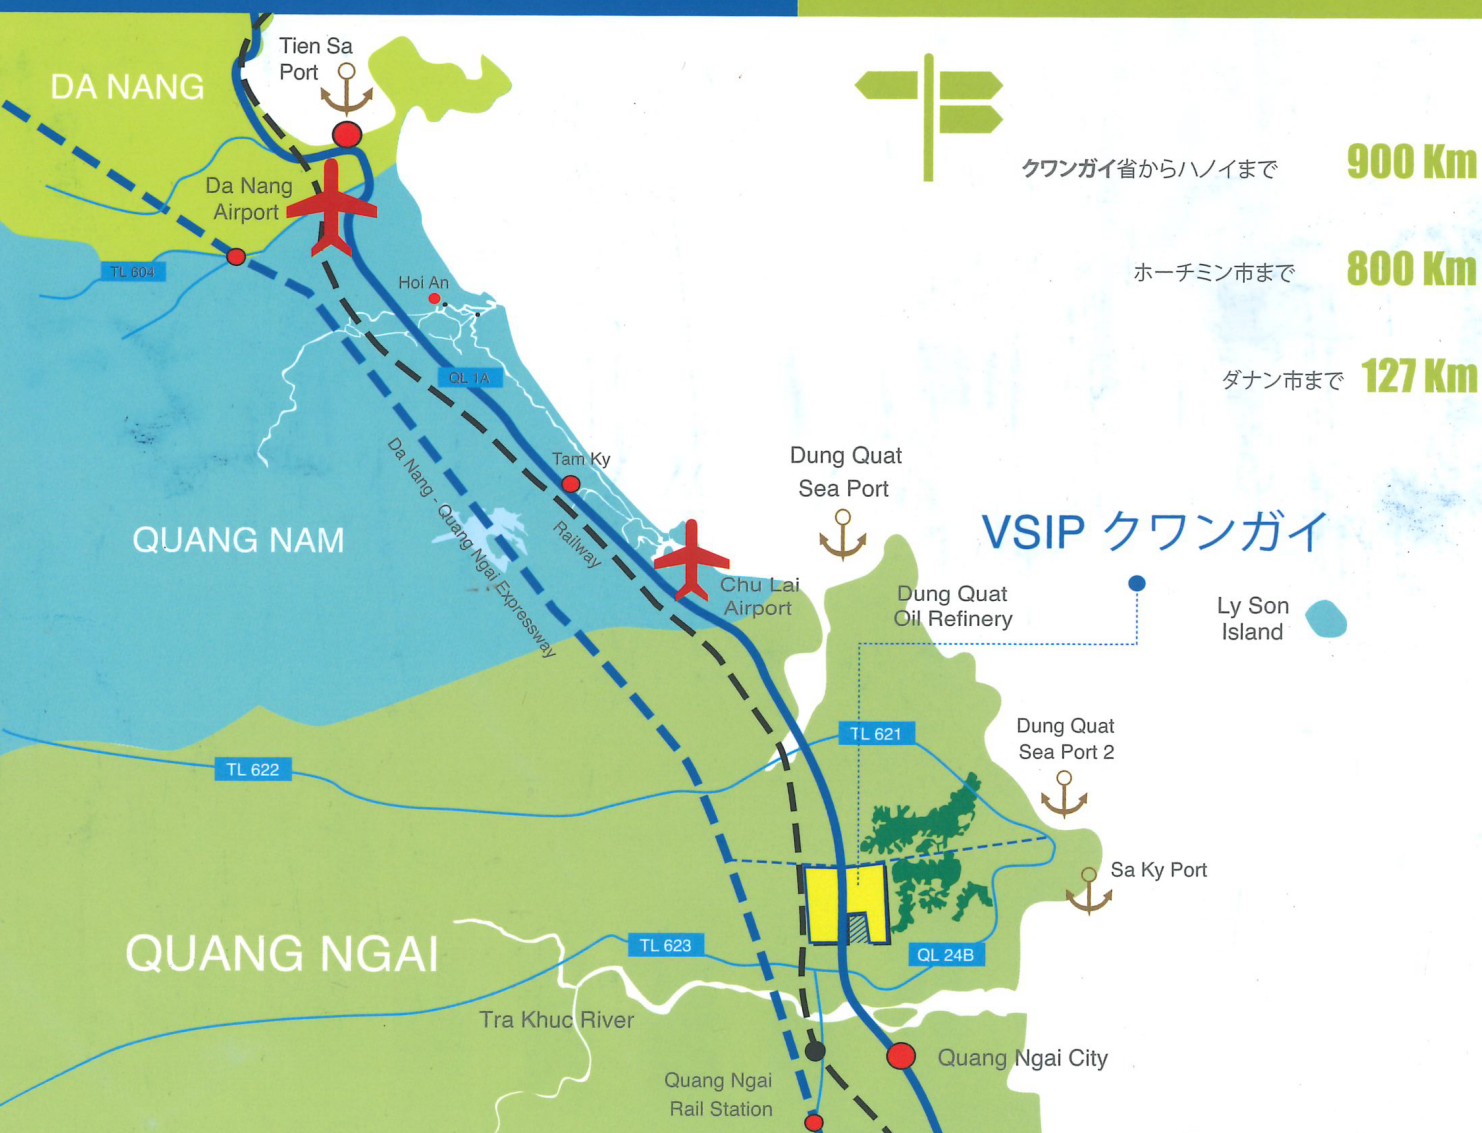 Tien Sa
Port
DA NANG
クワンガイ省からハノイまで 900 Km
Da Nang
Airport
TL 604
ホーチミン市まで 800 Km
Hoi An
QL 1A
ダナン市まで 127 Km
Dung Quat
Sea Port
Tam Ky
Da Nang - Quang Ngai Expressway
Railway
QUANG NAM
VSIP クワンガイ
Chu Lai
Airport
Dung Quat
Oil Refinery
Ly Son
Island
TL 621
Dung Quat
Sea Port 2
TL 622
Sa Ky Port
QUANG NGAI
TL 623
QL 24B
Tra Khuc River
Quang Ngai City
Quang Ngai
Rail Station